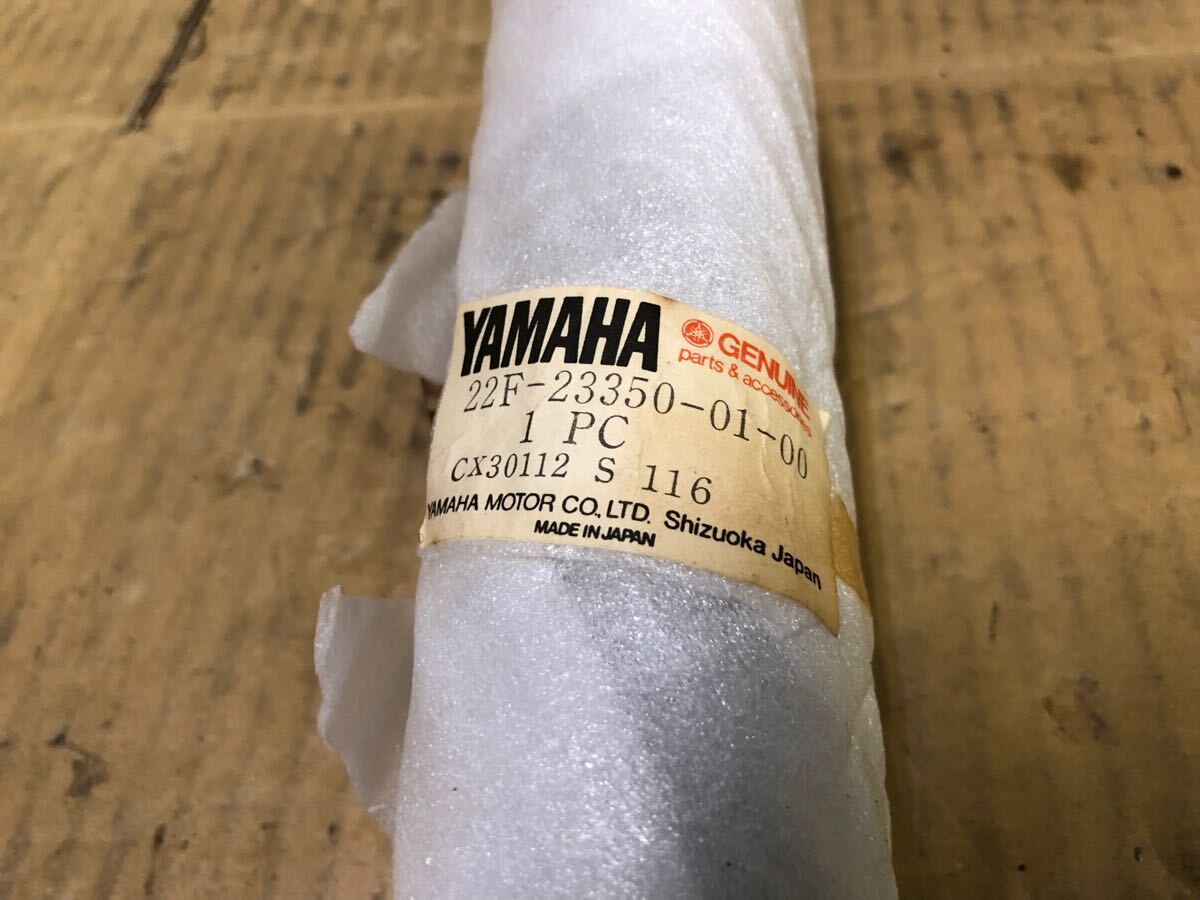 YAMAHA GENUINE
parts & accessories
22F-23350-01-00
1 PC
CX30112 S 116
YAMAHA MOTOR CO., LTD. Shizuoka Japan
MADE IN JAPAN